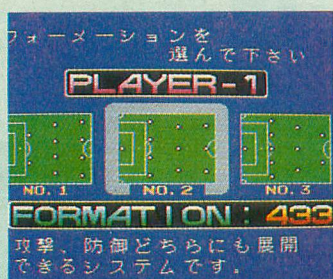 フォーメーションを
選んで下さい
PLAYER-1
NO.1 NO.2 NO.3
FORMATION: 433
攻撃、防御どちらにも展開
できるシステムです。